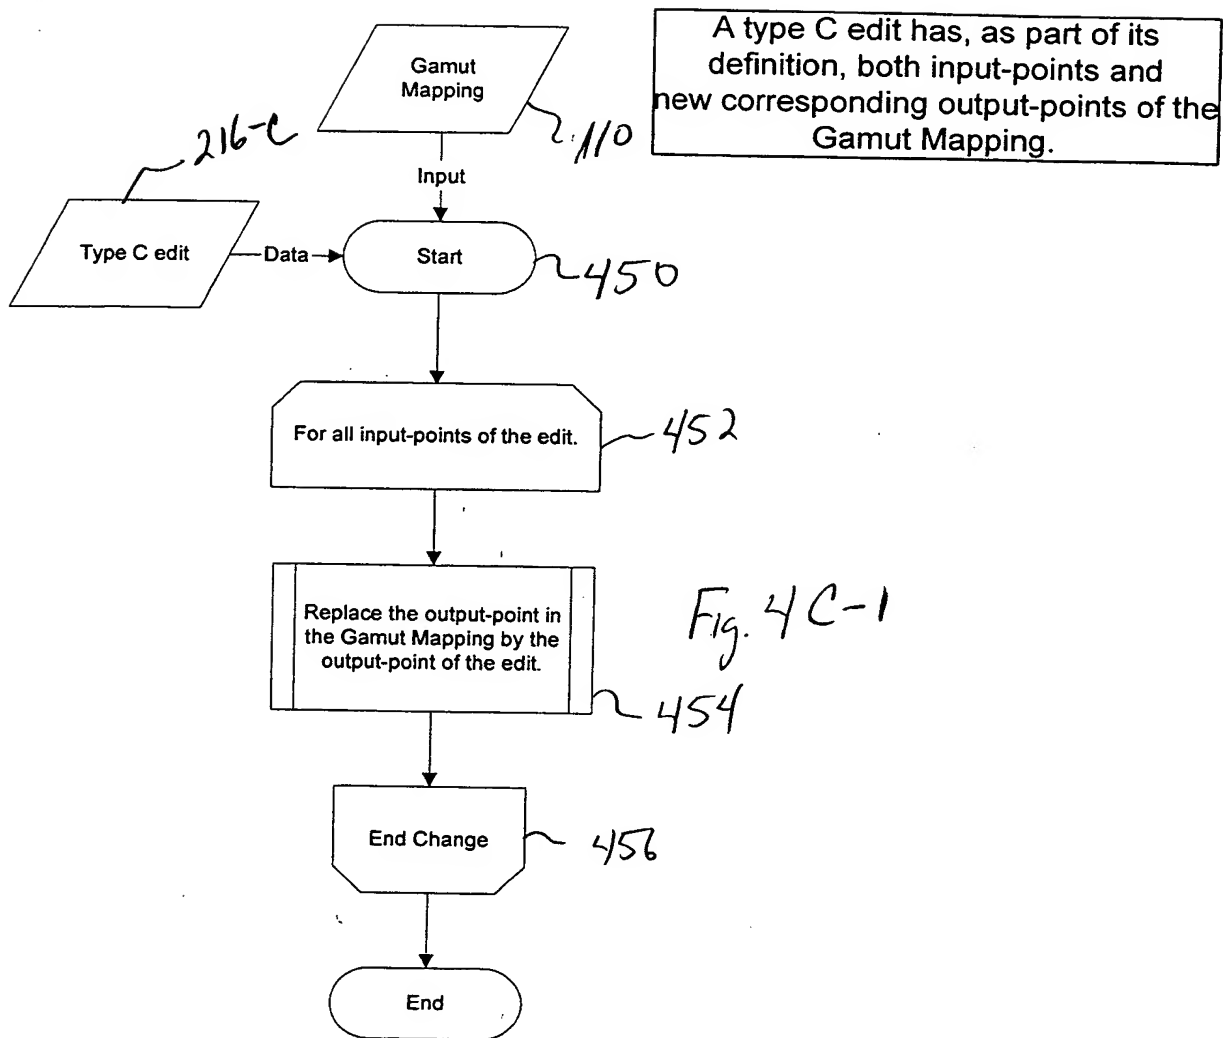 Gamut
Mapping
110
A type C edit has, as part of its
definition, both input-points and
new corresponding output-points of the
Gamut Mapping.
216-C
Input
Type C edit
Data
Start
450
For all input-points of the edit.
452
Replace the output-point in
the Gamut Mapping by the
output-point of the edit.
Fig. 4C-1
454
End Change
456
End